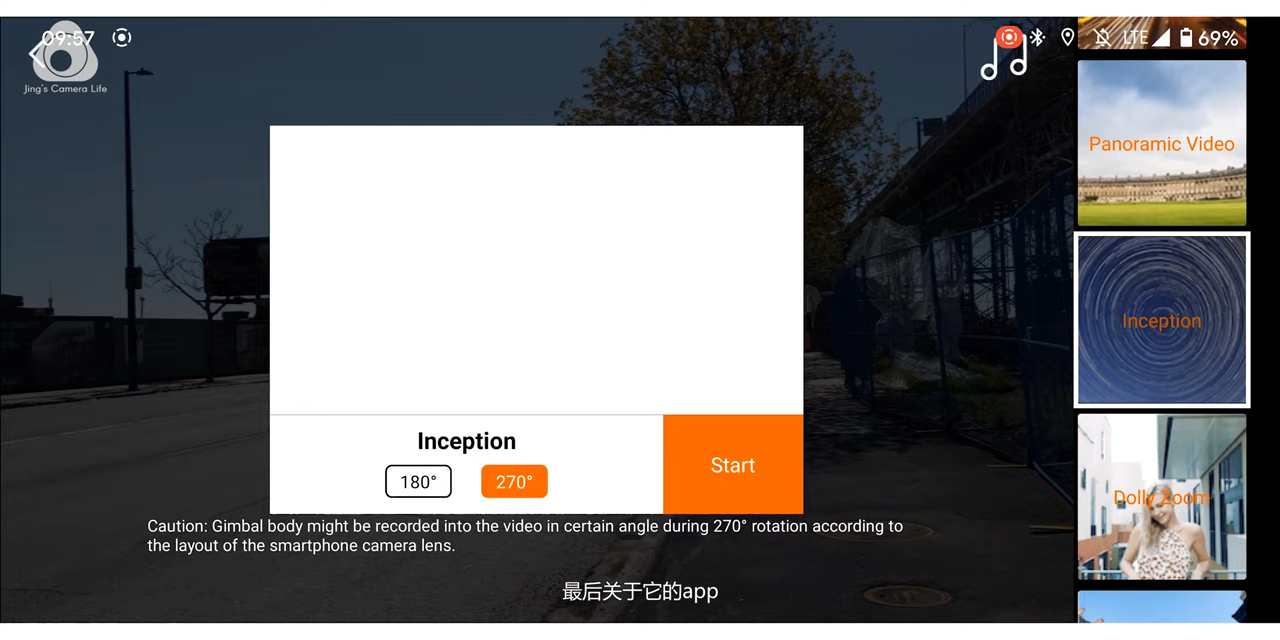 09:57
LTE
69%
Jing's Camera Life
Panoramic Video
Inception
Dolly Zoom
Inception
180°
270°
Start
Caution: Gimbal body might be recorded into the video in certain angle during 270° rotation according to
the layout of the smartphone camera lens.
最后关于它的app